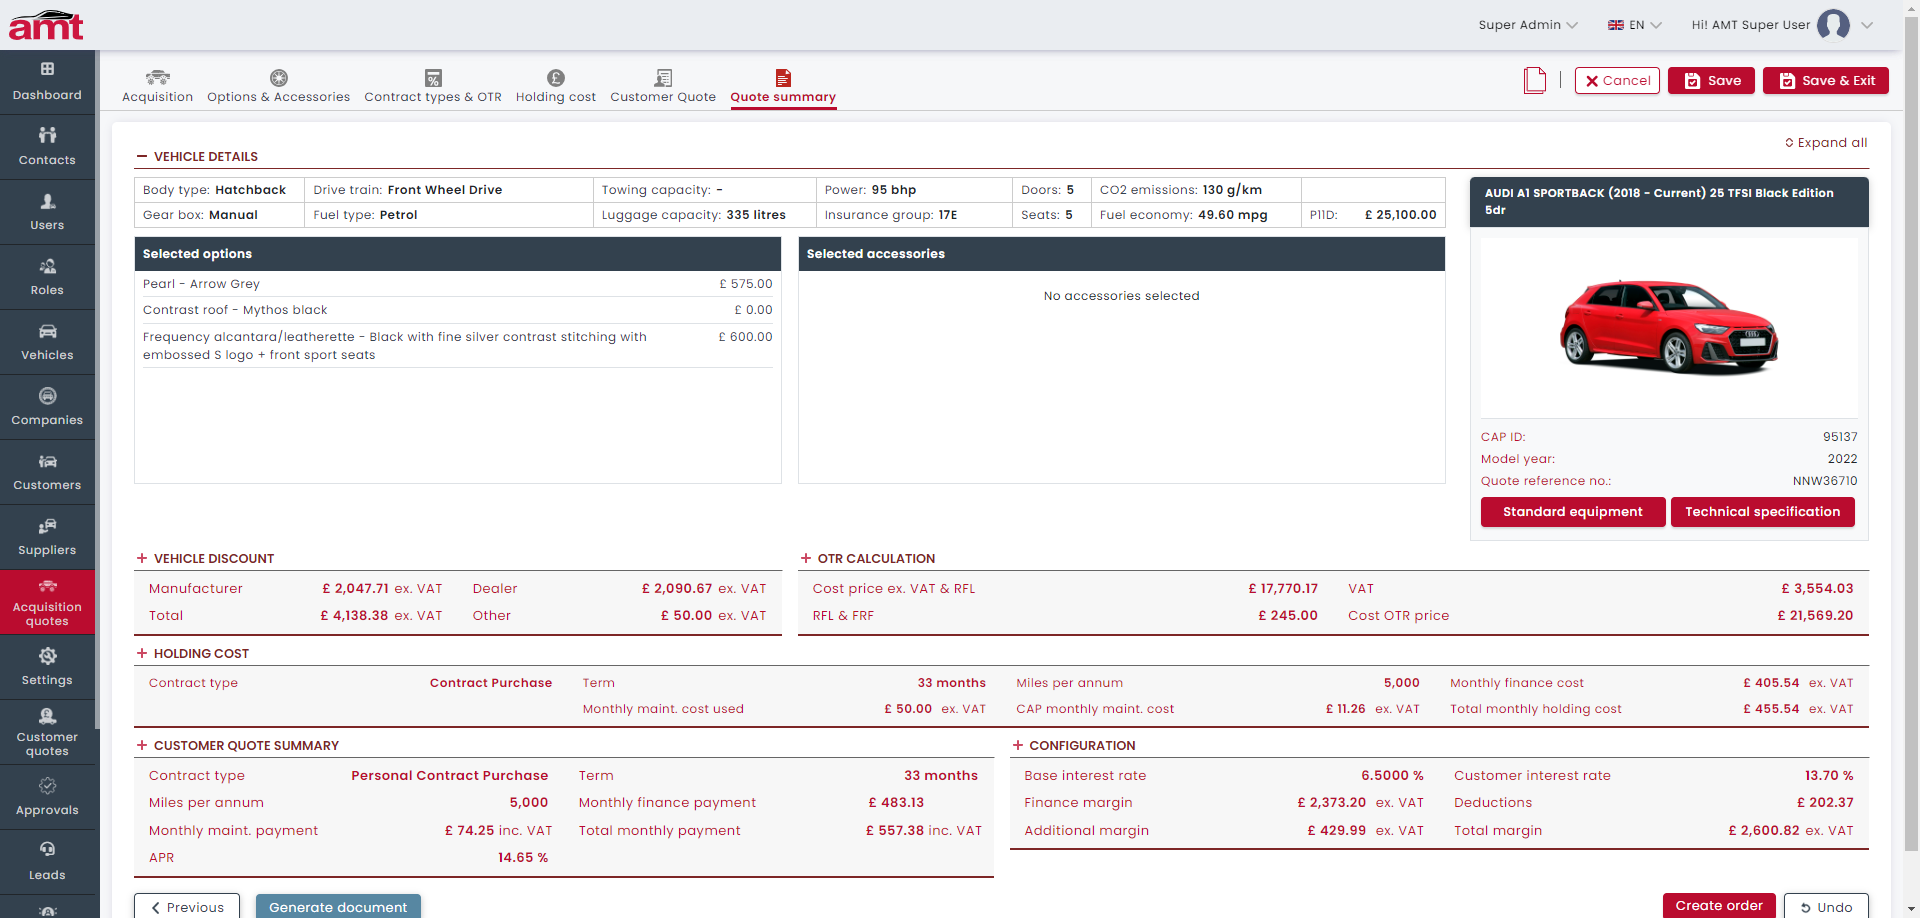 amt
Super Admin
EN
Hi! AMT Super User
Dashboard
Contacts
Users
Roles
Vehicles
Companies
Customers
Suppliers
Acquisition
quotes
Settings
Customer
quotes
Approvals
Leads
Acquisition
Options & Accessories
Contract types & OTR
Holding cost
Customer Quote
Quote summary
Cancel
Save
Save & Exit
Expand all
VEHICLE DETAILS
Body type: Hatchback
Drive train: Front Wheel Drive
Towing capacity: -
Power: 95 bhp
Doors: 5
CO2 emissions: 130 g/km
Gear box: Manual
Fuel type: Petrol
Luggage capacity: 335 litres
Insurance group: 17E
Seats: 5
Fuel economy: 49.60 mpg
P11D: £ 25,100.00
Selected options
Pearl - Arrow Grey £ 575.00
Contrast roof - Mythos black £ 0.00
Frequency alcantara/leatherette - Black with fine silver contrast stitching with £ 600.00
embossed S logo + front sport seats
Selected accessories
No accessories selected
AUDI A1 SPORTBACK (2018 - Current) 25 TFSI Black Edition
5dr
CAP ID: 95137
Model year: 2022
Quote reference no.: NNW36710
Standard equipment
Technical specification
VEHICLE DISCOUNT
Manufacturer £ 2,047.71 ex. VAT Dealer £ 2,090.67 ex. VAT
Total £ 4,138.38 ex. VAT Other £ 50.00 ex. VAT
OTR CALCULATION
Cost price ex. VAT & RFL £ 17,770.17 VAT £ 3,554.03
RFL & FRF £ 245.00 Cost OTR price £ 21,569.20
HOLDING COST
Contract type Contract Purchase Term 33 months Miles per annum 5,000 Monthly finance cost £ 405.54 ex. VAT
Monthly maint. cost used £ 50.00 ex. VAT CAP monthly maint. cost £ 11.26 ex. VAT Total monthly holding cost £ 455.54 ex. VAT
CUSTOMER QUOTE SUMMARY
Contract type Personal Contract Purchase Term 33 months
Miles per annum 5,000 Monthly finance payment £ 483.13
Monthly maint. payment £ 74.25 inc. VAT Total monthly payment £ 557.38 inc. VAT
APR 14.65 %
CONFIGURATION
Base interest rate 6.5000 % Customer interest rate 13.70 %
Finance margin £ 2,373.20 ex. VAT Deductions £ 202.37
Additional margin £ 429.99 ex. VAT Total margin £ 2,600.82 ex. VAT
Previous
Generate document
Create order
Undo